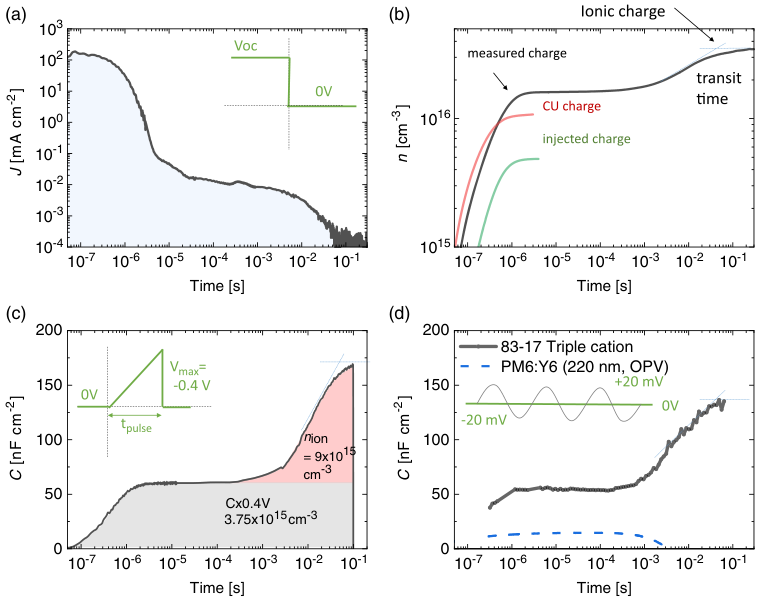 (a)
10³
10²
10¹
10⁰
10⁻¹
10⁻²
10⁻³
10⁻⁴
J [mA cm⁻²]
Voc
0V
10⁻⁷ 10⁻⁶ 10⁻⁵ 10⁻⁴ 10⁻³ 10⁻² 10⁻¹
Time [s]
(b)
Ionic charge
measured charge
transit
time
CU charge
injected charge
10¹⁶
10¹⁵
n [cm⁻³]
10⁻⁷ 10⁻⁶ 10⁻⁵ 10⁻⁴ 10⁻³ 10⁻² 10⁻¹
Time [s]
(c)
200
150
100
50
0
C [nF cm⁻²]
0V
Vmax=
-0.4 V
tpulse
nion
= 9x10¹⁵
cm⁻³
Cx0.4V
3.75x10¹⁵cm⁻³
10⁻⁷ 10⁻⁶ 10⁻⁵ 10⁻⁴ 10⁻³ 10⁻² 10⁻¹
Time [s]
(d)
200
150
100
50
0
C [nF cm⁻²]
83-17 Triple cation
PM6:Y6 (220 nm, OPV)
+20 mV
0V
-20 mV
10⁻⁷ 10⁻⁶ 10⁻⁵ 10⁻⁴ 10⁻³ 10⁻² 10⁻¹
Time [s]